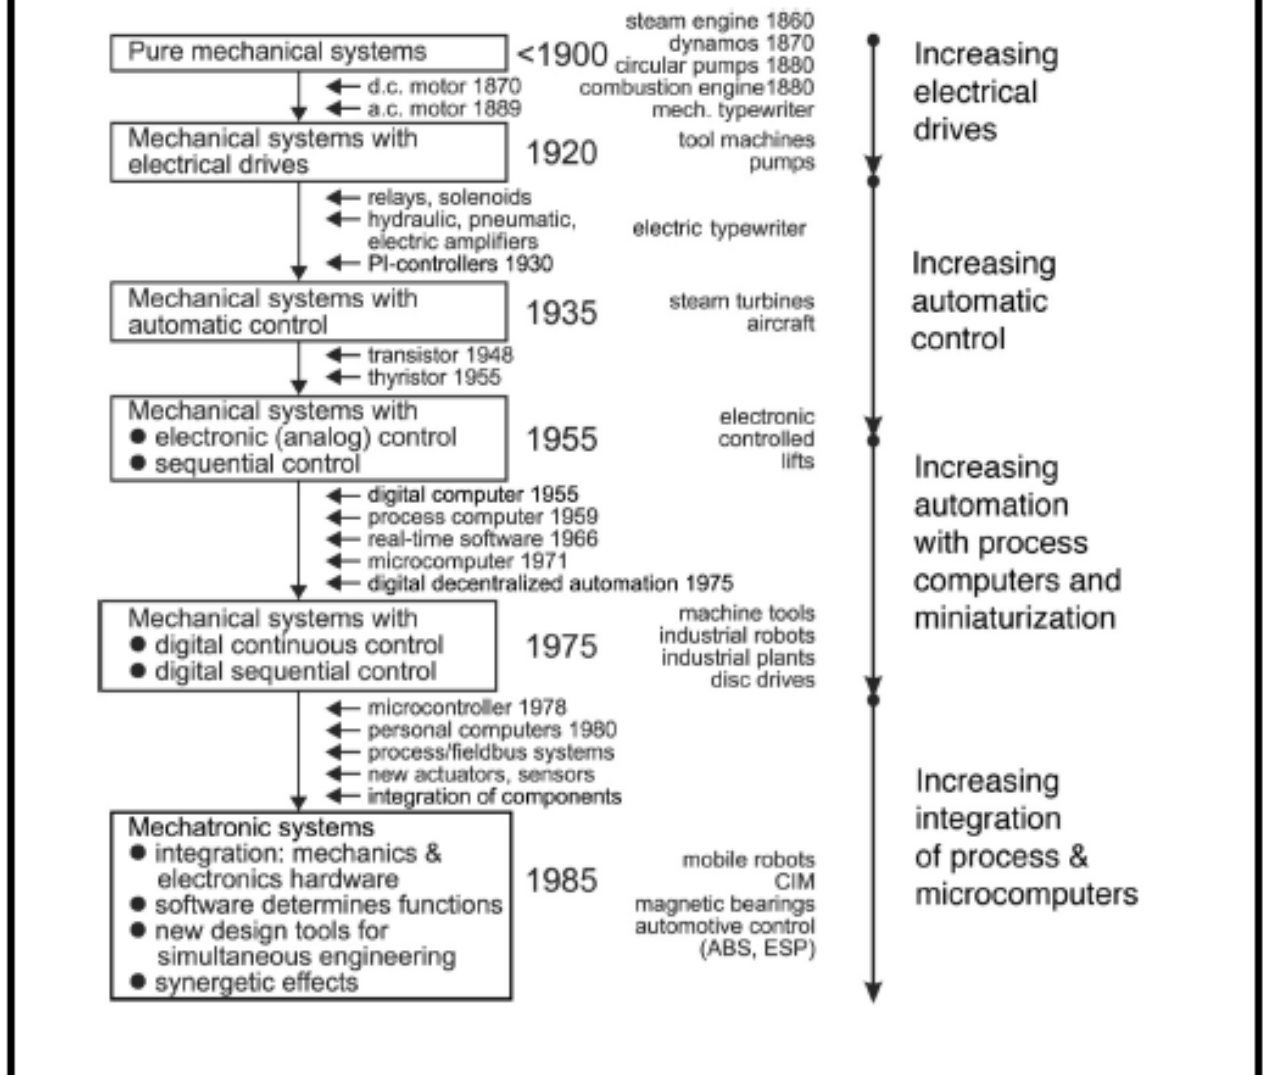 steam engine 1860
Pure mechanical systems
<1900
dynamos 1870
circular pumps 1880
combustion engine1880
mech. typewriter
d.c. motor 1870
a.c. motor 1889
Increasing
electrical
drives
Mechanical systems with
electrical drives
1920
tool machines
pumps
relays, solenoids
hydraulic, pneumatic,
electric amplifiers
PI-controllers 1930
electric typewriter
Increasing
automatic
control
Mechanical systems with
automatic control
1935
steam turbines
aircraft
transistor 1948
thyristor 1955
Mechanical systems with
● electronic (analog) control
● sequential control
1955
electronic
controlled
lifts
digital computer 1955
process computer 1959
real-time software 1966
microcomputer 1971
digital decentralized automation 1975
Increasing
automation
with process
computers and
miniaturization
Mechanical systems with
● digital continuous control
● digital sequential control
1975
machine tools
industrial robots
industrial plants
disc drives
microcontroller 1978
personal computers 1980
process/fieldbus systems
new actuators, sensors
integration of components
Increasing
integration
of process &
microcomputers
Mechatronic systems
● integration: mechanics &
electronics hardware
● software determines functions
● new design tools for
simultaneous engineering
● synergetic effects
1985
mobile robots
CIM
magnetic bearings
automotive control
(ABS, ESP)